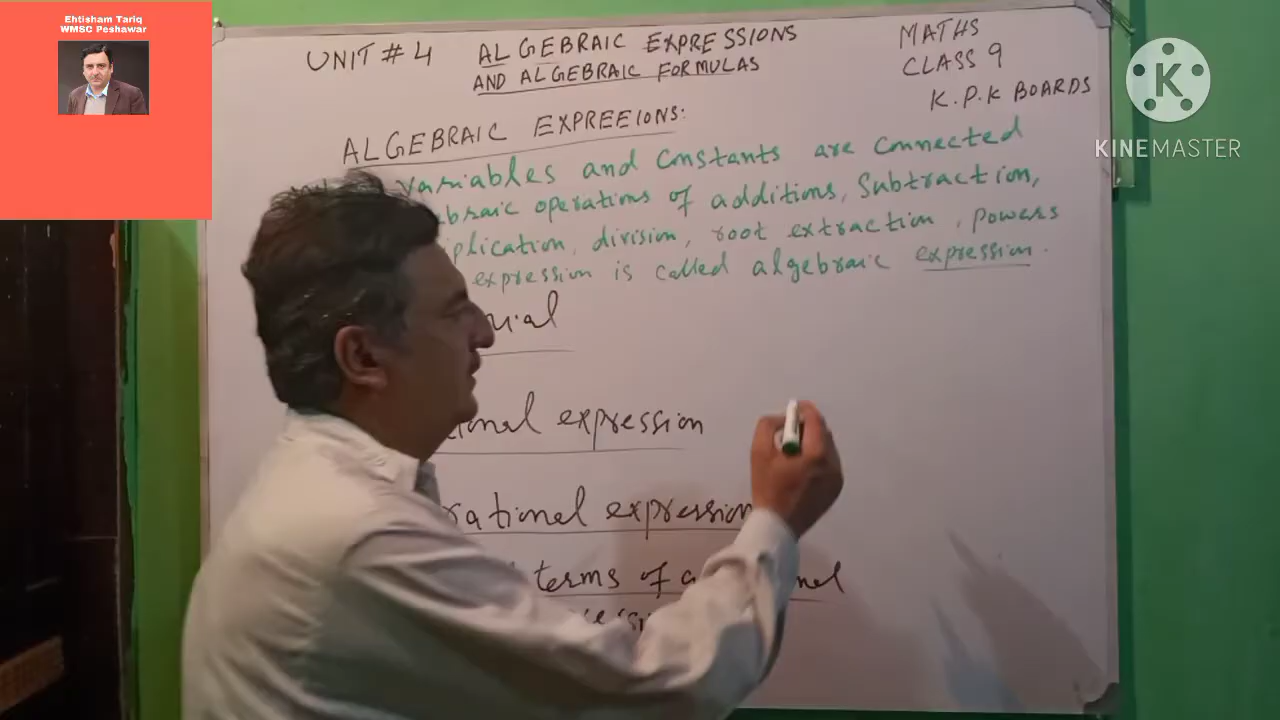 Ehtisham Tariq
WMSC Peshawar
UNIT # 4 ALGEBRAIC EXPRESSIONS
AND ALGEBRAIC FORMULAS
MATHS
CLASS 9
K.P.K BOARDS
K
KINEMASTER
ALGEBRAIC EXPREEIONS:
variables and Constants are connected
operations of additions, Subtraction,
division, root extraction, powers
expression is called algebraic expression.
expression
rational expression
terms of